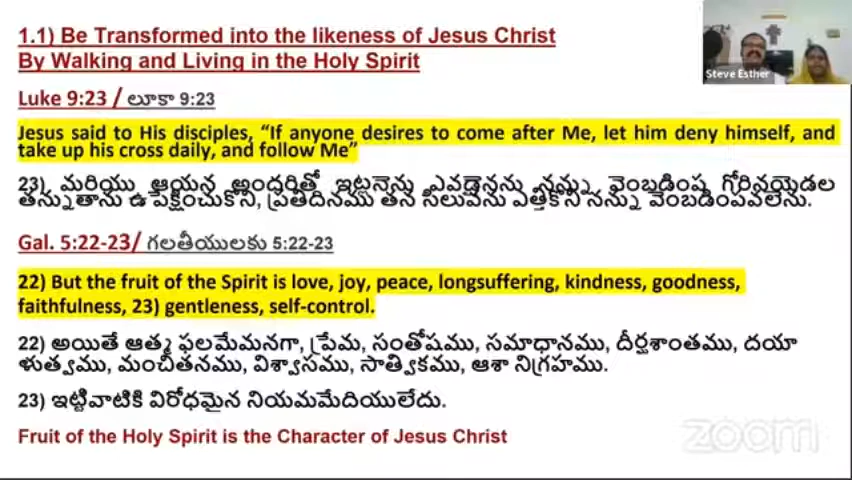 1.1) Be Transformed into the likeness of Jesus Christ
By Walking and Living in the Holy Spirit
Steve Esther
Luke 9:23 / లూకా 9:23
Jesus said to His disciples, “If anyone desires to come after Me, let him deny himself, and
take up his cross daily, and follow Me”
23) మరియు ఆయన అందరితో ఇట్లనెను ఎవడైనను నన్ను వెంబడింప గోరినయెడల
తన్నుతాను ఉపేక్షించుకొని, ప్రతిదినము తన సిలువను ఎత్తికొని నన్ను వెంబడింపవలెను.
Gal. 5:22-23/ గలతీయులకు 5:22-23
22) But the fruit of the Spirit is love, joy, peace, longsuffering, kindness, goodness,
faithfulness, 23) gentleness, self-control.
22) అయితే ఆత్మ ఫలమేమనగా, ప్రేమ, సంతోషము, సమాధానము, దీర్ఘశాంతము, దయా
ళుత్వము, మంచితనము, విశ్వాసము, సాత్వికము, ఆశా నిగ్రహము.
23) ఇట్టివాటికి విరోధమైన నియమమేదియులేదు.
Fruit of the Holy Spirit is the Character of Jesus Christ
zoom